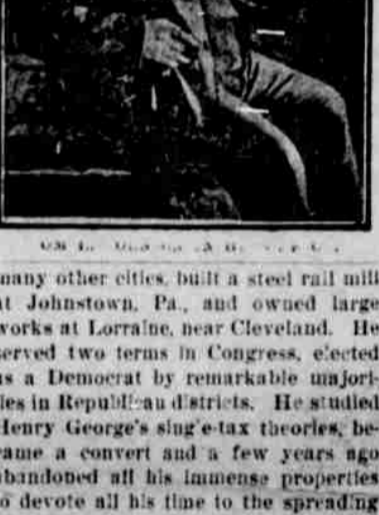 many other cities, built a steel rail mill
at Johnstown, Pa., and owned large
works at Lorraine, near Cleveland. He
served two terms in Congress, elected
as a Democrat by remarkable majori-
ties in Republican districts. He studied
Henry George's single-tax theories, be-
came a convert and a few years ago
abandoned all his immense properties
to devote all his time to the spreading